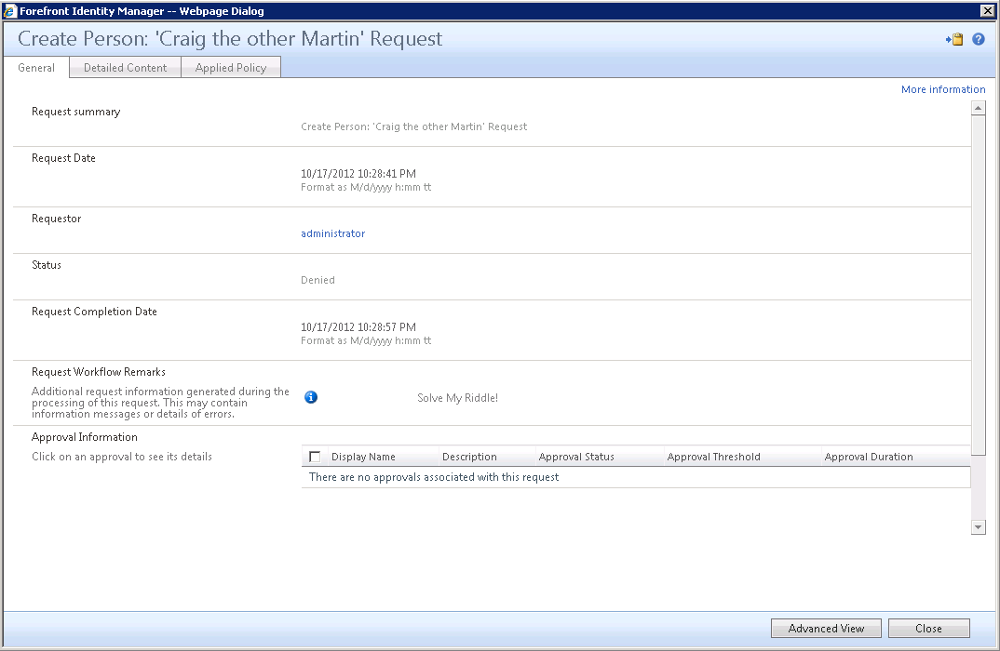 Forefront Identity Manager -- Webpage Dialog
Create Person: 'Craig the other Martin' Request
General
Detailed Content
Applied Policy
More information
Request summary
Create Person: 'Craig the other Martin' Request
Request Date
10/17/2012 10:28:41 PM
Format as M/d/yyyy h:mm tt
Requestor
administrator
Status
Denied
Request Completion Date
10/17/2012 10:28:57 PM
Format as M/d/yyyy h:mm tt
Request Workflow Remarks
Additional request information generated during the
processing of this request. This may contain
information messages or details of errors.
Solve My Riddle!
Approval Information
Click on an approval to see its details
Display Name Description Approval Status Approval Threshold Approval Duration
There are no approvals associated with this request
Advanced View
Close